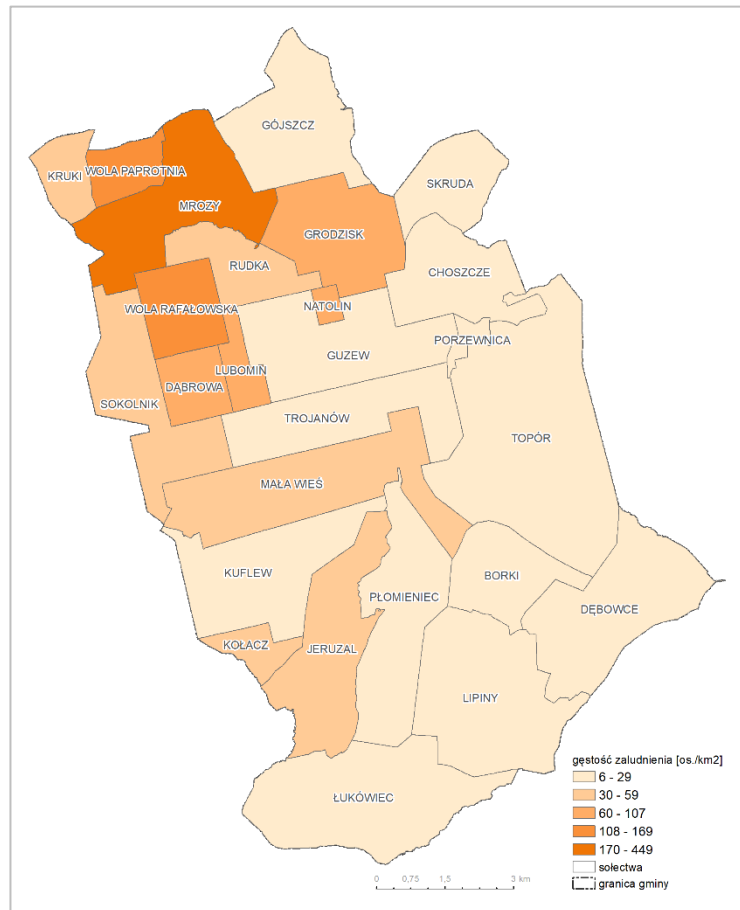 GÓJSZCZ
WOLA PAPROTNIA
KRUKI
SKRUDA
MROZY
GRODZISK
RUDKA
CHOSZCZE
WOLA RAFAŁOWSKA
NATOLIN
PORZEWNICA
GUZEW
LUBOMIN
DĄBROWA
SOKOLNIK
TROJANÓW
TOPÓR
MAŁA WIEŚ
KUFLEW
BORKI
PŁOMIENIEC
DĘBOWCE
KOŁACZ
JERUZAL
LIPINY
ŁUKÓWIEC
gęstość zaludnienia [os./km2]
6 - 29
30 - 59
60 - 107
108 - 169
170 - 449
sołectwa
granica gminy
0 0,75 1,5 3 km